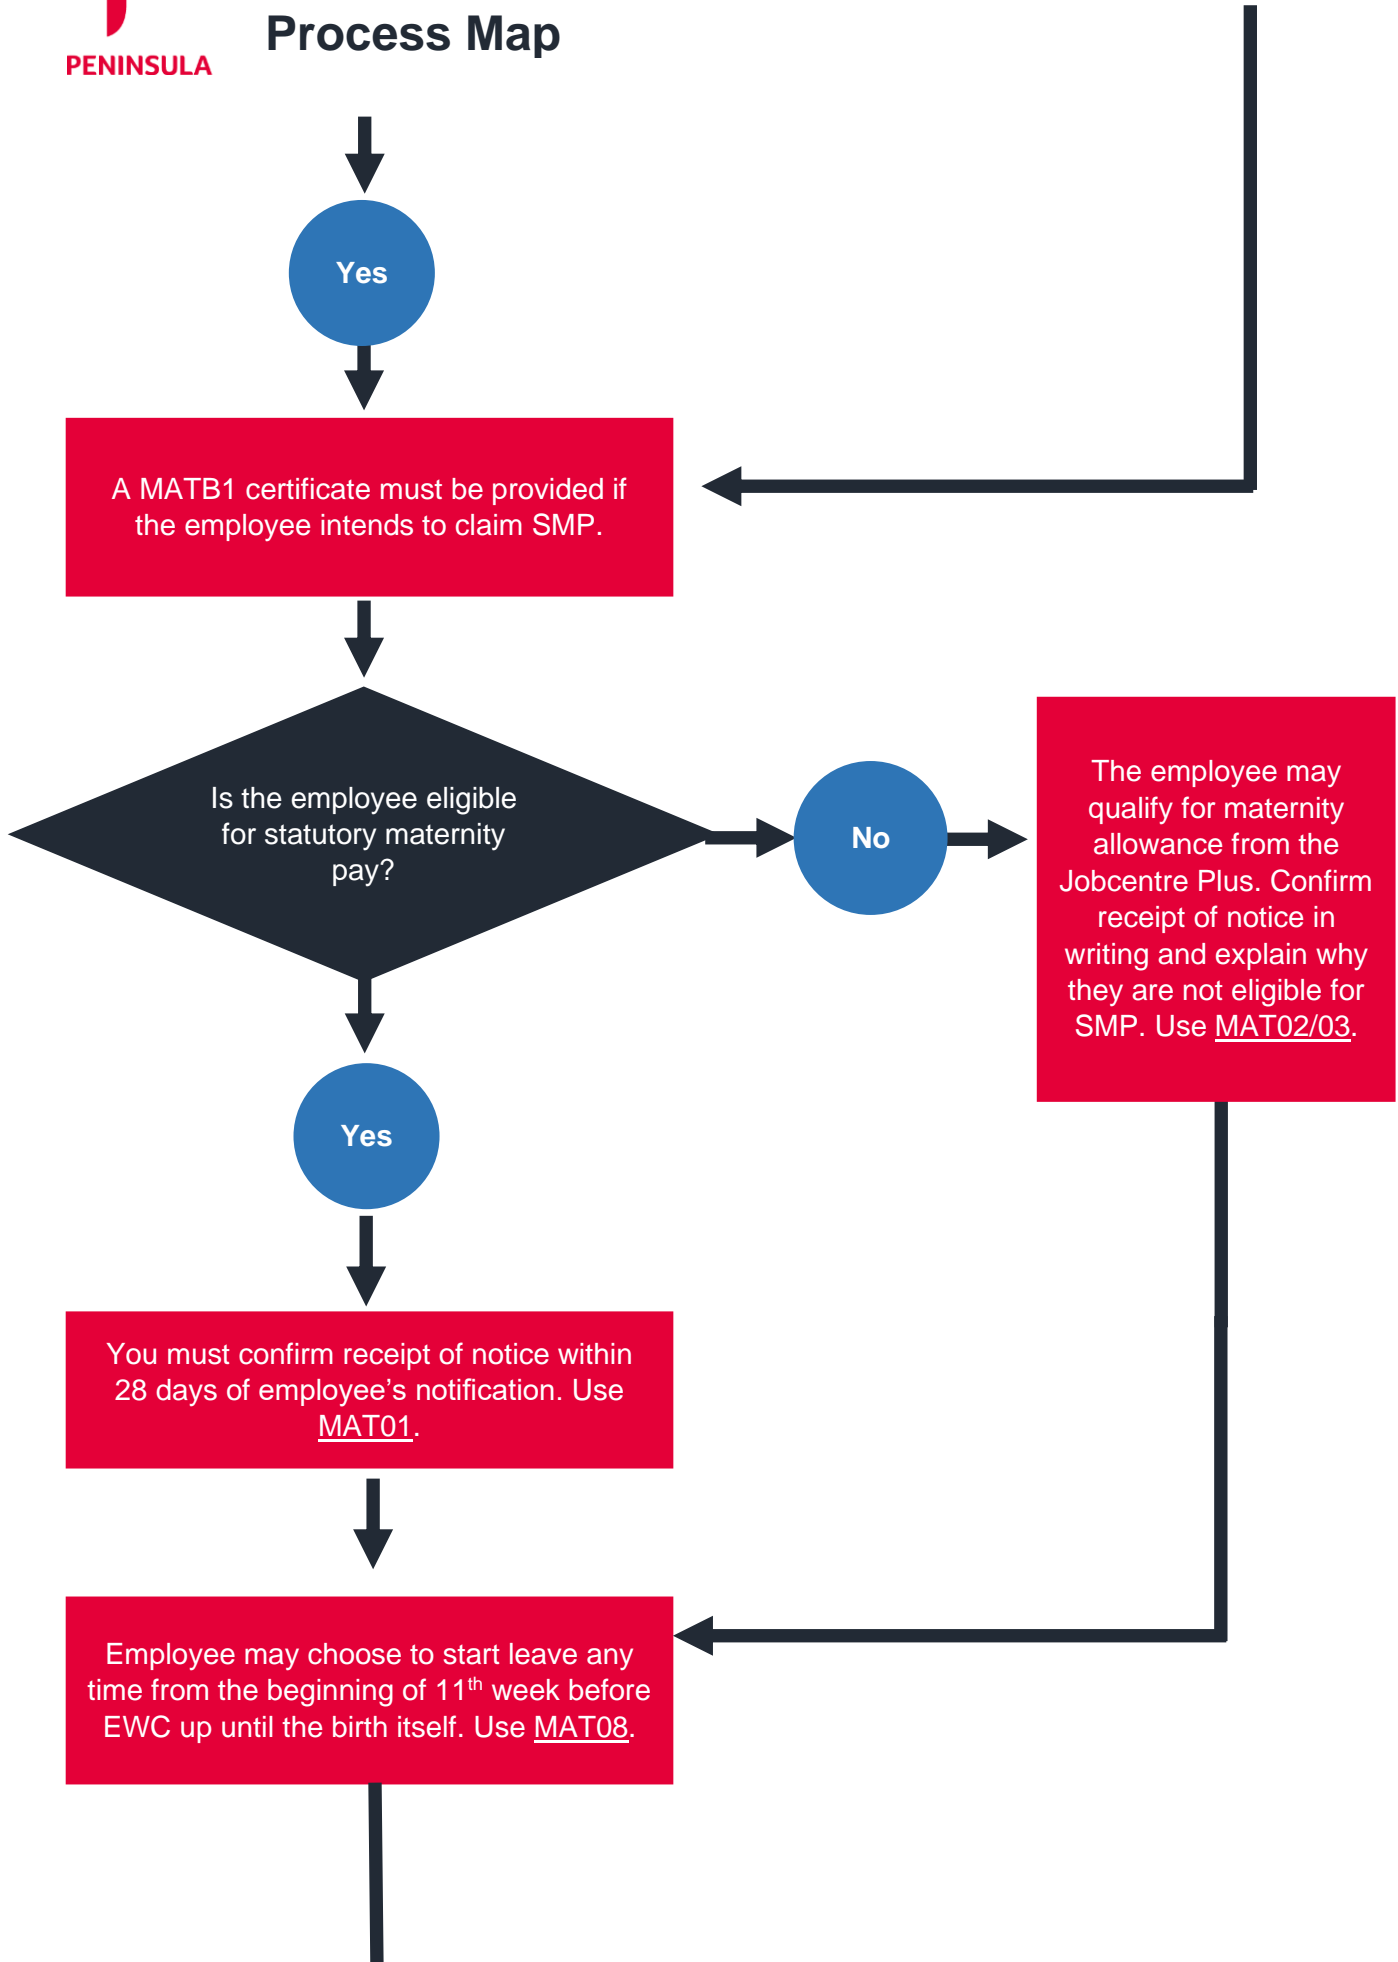 Process Map
PENINSULA
Yes
A MATB1 certificate must be provided if
the employee intends to claim SMP.
Is the employee eligible
for statutory maternity
pay?
No
The employee may
qualify for maternity
allowance from the
Jobcentre Plus. Confirm
receipt of notice in
writing and explain why
they are not eligible for
SMP. Use MAT02/03.
Yes
You must confirm receipt of notice within
28 days of employee’s notification. Use
MAT01.
Employee may choose to start leave any
time from the beginning of 11th week before
EWC up until the birth itself. Use MAT08.